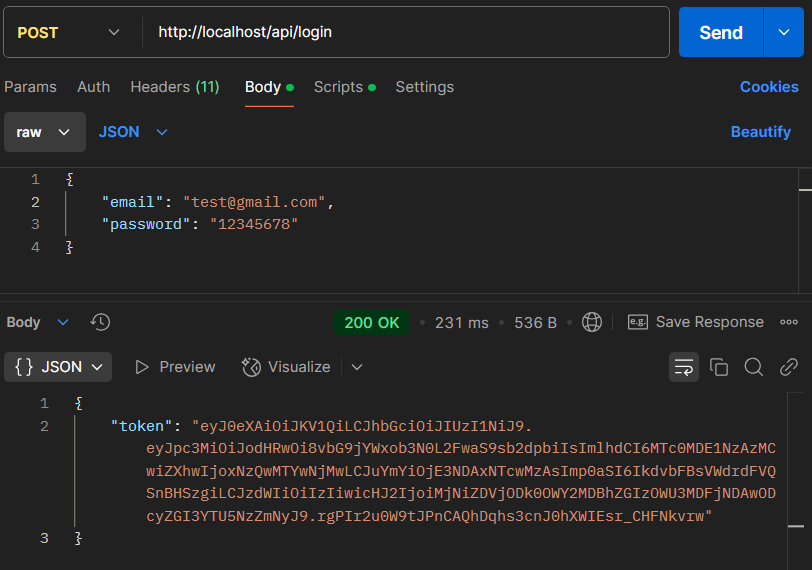 POST http://localhost/api/login Send
Params Auth Headers (11) Body Scripts Settings Cookies
raw JSON Beautify
1 {
2 "email": "test@gmail.com",
3 "password": "12345678"
4 }
Body 200 OK • 231 ms • 536 B • e.g. Save Response
{} JSON Preview Visualize
1 {
2 "token": "eyJ0eXAiOiJKV1QiLCJhbGciOiJIUzI1NiJ9.
eyJpc3MiOiJodHRwOi8vbG9jYWxob3N0L2FwaS9sb2dpbiIsImlhdCI6MTc0MDE1NzAzMC
wiZXhwIjoxNzQwMTYwNjMwLCJuYmYiOjE3NDAxNTcwMzAsImp0aSI6IkdvbFBsVWdrdFVQ
SnBHSzgiLCJzdWIiOiIzIiwicHJ2IjoiMjNiZDVjODk0OWY2MDBhZGIzOWU3MDFjNDAwOD
cyZGI3YTU5NzZmNyJ9.rgPIr2u0W9tJPnCAQhDqhs3cnJ0hXWIEsr_CHFNkvrw"
3 }